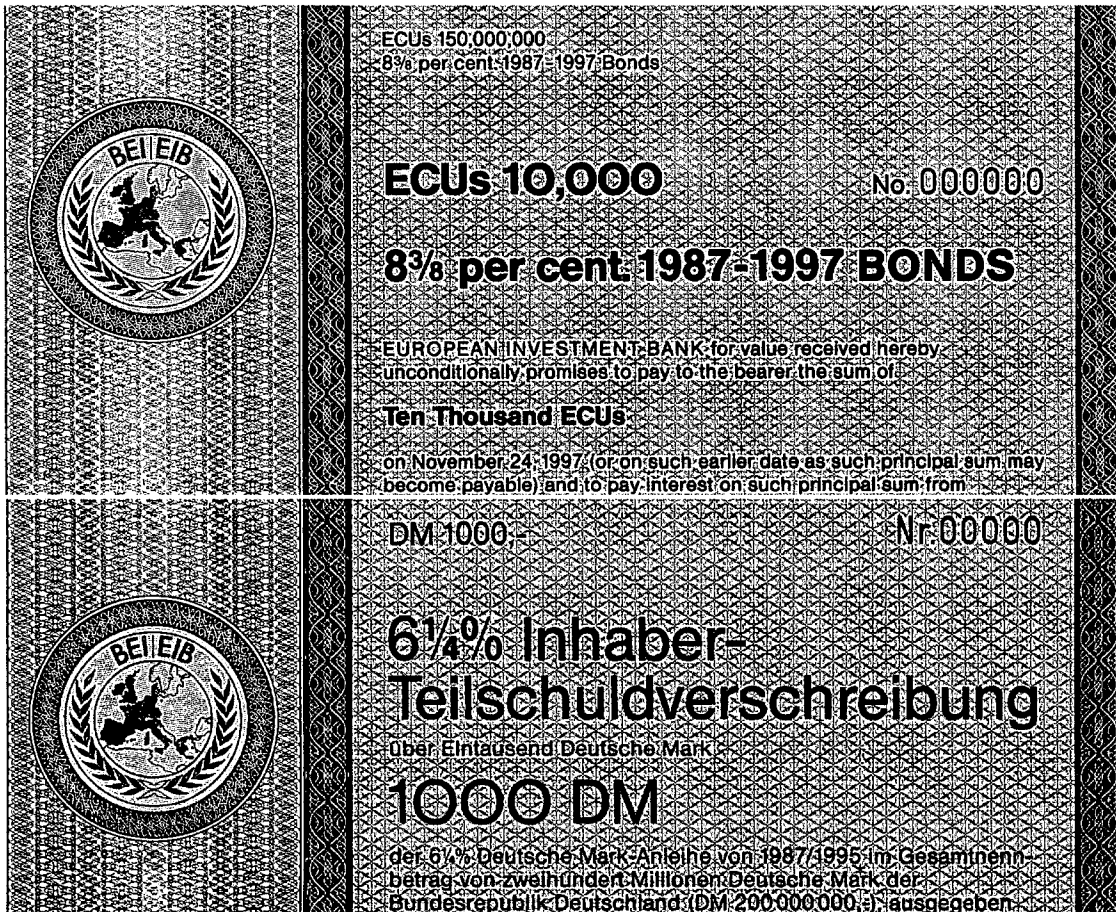 ECUs 150,000,000
8⅜ per cent. 1987-1997 Bonds
BEI EIB
ECUs 10,000
No. 000000
8⅜ per cent. 1987-1997 BONDS
EUROPEAN INVESTMENT BANK for value received hereby
unconditionally promises to pay to the bearer the sum of
Ten Thousand ECUs
on November 24, 1997 (or on such earlier date as such principal sum may
become payable) and to pay interest on such principal sum from
DM 1000,-
Nr 00000
BEI EIB
6¼% Inhaber-
Teilschuldverschreibung
über Eintausend Deutsche Mark
1000 DM
der 6¼% Deutsche Mark-Anleihe von 1987/1995 im Gesamtnenn-
betrag von zweihundert Millionen Deutsche Mark der
Bundesrepublik Deutschland (DM 200 000 000,-), ausgegeben